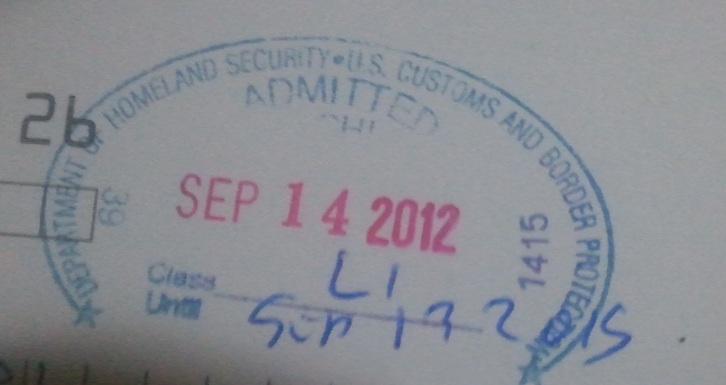 26
DEPARTMENT OF HOMELAND SECURITY • U.S. CUSTOMS AND BORDER PROTECTION
ADMITTED
CHI
39
SEP 14 2012
1415
Class L1
Until Sep 13 2015